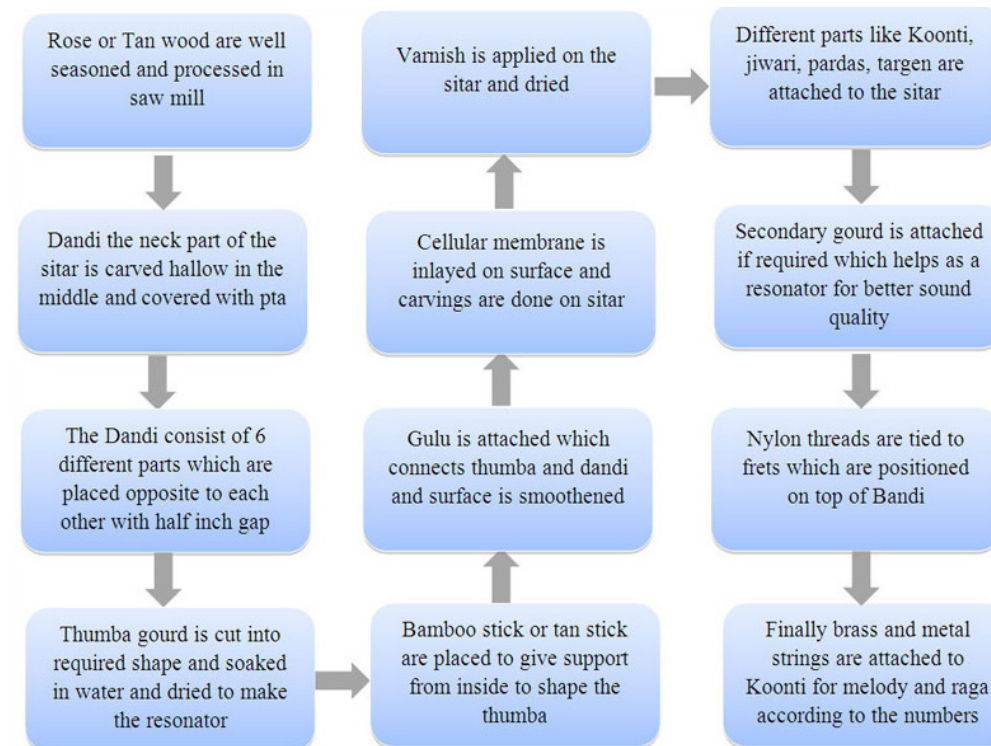 Rose or Tan wood are well
seasoned and processed in
saw mill
Dandi the neck part of the
sitar is carved hallow in the
middle and covered with pta
The Dandi consist of 6
different parts which are
placed opposite to each
other with half inch gap
Thumba gourd is cut into
required shape and soaked
in water and dried to make
the resonator
Bamboo stick or tan stick
are placed to give support
from inside to shape the
thumba
Gulu is attached which
connects thumba and dandi
and surface is smoothened
Cellular membrane is
inlayed on surface and
carvings are done on sitar
Varnish is applied on the
sitar and dried
Different parts like Koonti,
jiwari, pardas, targen are
attached to the sitar
Secondary gourd is attached
if required which helps as a
resonator for better sound
quality
Nylon threads are tied to
frets which are positioned
on top of Bandi
Finally brass and metal
strings are attached to
Koonti for melody and raga
according to the numbers